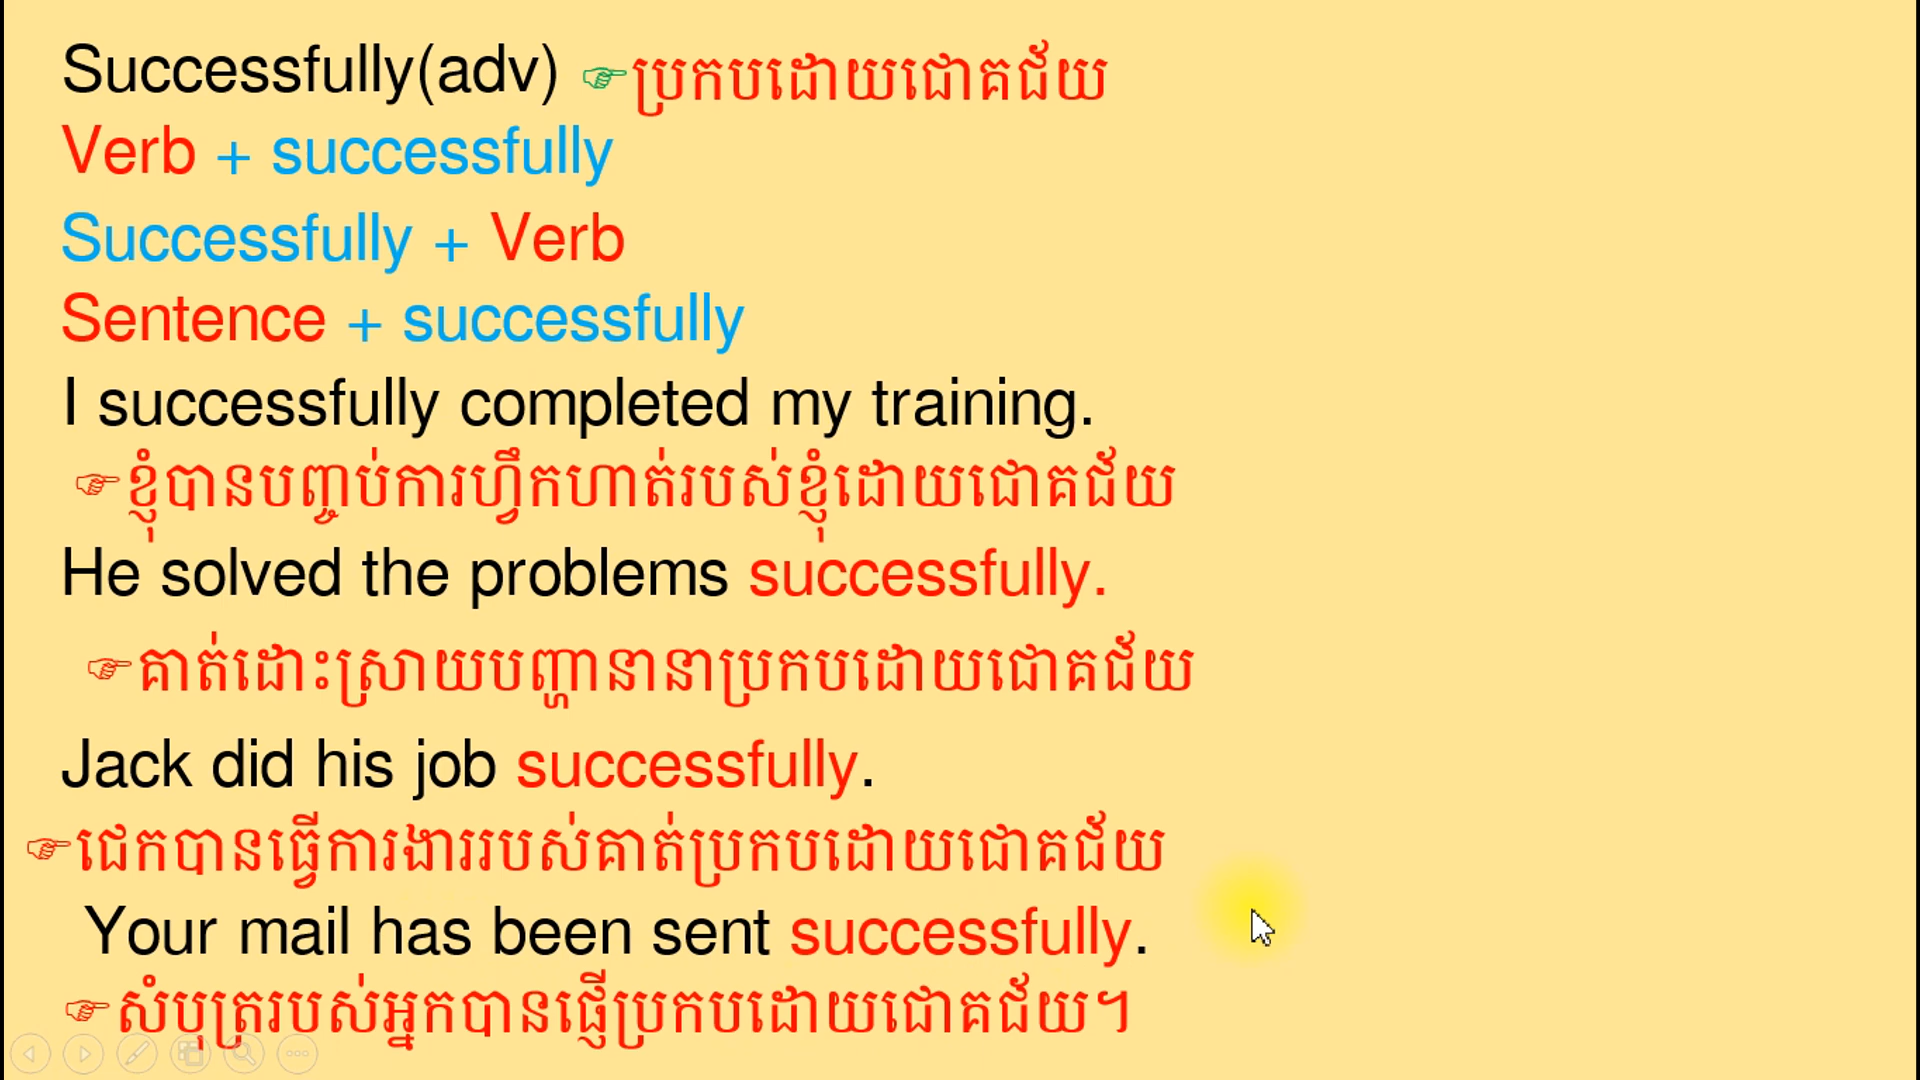 Successfully(adv) ☞ប្រកបដោយជោគជ័យ
Verb + successfully
Successfully + Verb
Sentence + successfully
I successfully completed my training.
☞ខ្ញុំបានបញ្ចប់ការហ្វឹកហាត់របស់ខ្ញុំដោយជោគជ័យ
He solved the problems successfully.
☞គាត់ដោះស្រាយបញ្ហានានាប្រកបដោយជោគជ័យ
Jack did his job successfully.
☞ជេកបានធ្វើការងាររបស់គាត់ប្រកបដោយជោគជ័យ
Your mail has been sent successfully.
☞សំបុត្ររបស់អ្នកបានផ្ញើប្រកបដោយជោគជ័យ។